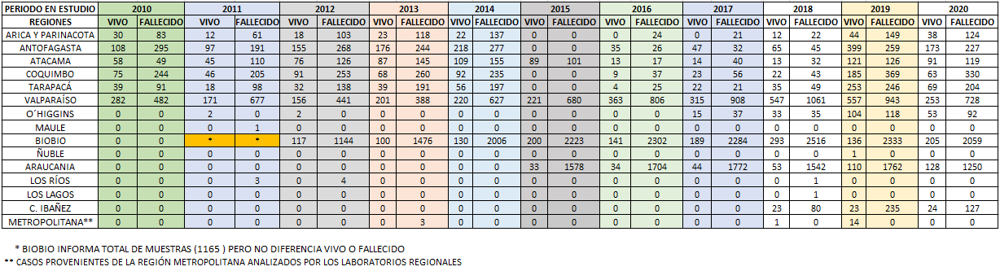 PERIODO EN ESTUDIO 2010 2011 2012 2013 2014 2015 2016 2017 2018 2019 2020
REGIONES VIVO FALLECIDO VIVO FALLECIDO VIVO FALLECIDO VIVO FALLECIDO VIVO FALLECIDO VIVO FALLECIDO VIVO FALLECIDO VIVO FALLECIDO VIVO FALLECIDO VIVO FALLECIDO VIVO FALLECIDO
ARICA Y PARINACOTA 30 83 12 61 18 103 23 118 22 137 0 0 0 24 0 21 12 22 44 149 38 124
ANTOFAGASTA 108 295 97 191 155 268 176 244 218 277 0 0 35 26 47 32 65 45 399 259 173 227
ATACAMA 58 49 45 110 76 126 87 145 109 155 89 101 13 17 14 40 13 32 121 126 91 119
COQUIMBO 75 244 46 205 91 253 68 260 92 235 0 0 9 37 23 56 22 43 185 369 63 330
TARAPACÁ 39 91 18 98 32 138 39 191 56 197 0 0 4 25 22 21 35 49 253 246 69 204
VALPARAÍSO 282 482 171 677 156 441 201 388 220 627 221 680 363 806 315 908 547 1061 557 943 253 728
O´HIGGINS 0 0 2 0 2 0 0 0 0 0 0 0 0 0 15 37 33 35 104 118 53 92
MAULE 0 0 0 1 0 0 0 0 0 0 0 0 0 0 0 0 0 0 0 0 0 0
BIOBIO 0 0 * * 117 1144 100 1476 130 2006 200 2223 141 2302 189 2284 293 2516 136 2333 205 2059
ÑUBLE 0 0 0 0 0 0 0 0 0 0 0 0 0 0 0 0 0 0 1 0 0 0
ARAUCANIA 0 0 0 0 0 0 0 0 0 0 33 1578 34 1704 44 1772 53 1542 110 1762 128 1250
LOS RÍOS 0 0 0 3 0 4 0 0 0 0 0 0 0 0 0 0 0 1 0 0 0 0
LOS LAGOS 0 0 0 0 0 0 0 0 0 0 0 0 0 0 0 0 0 1 0 0 0 0
C. IBAÑEZ 0 0 0 0 0 0 0 0 0 0 0 0 0 0 0 0 23 80 23 235 24 127
METROPOLITANA** 0 0 0 0 0 0 0 3 0 0 0 0 0 0 0 0 1 0 14 0 0 0
* BIOBIO INFORMA TOTAL DE MUESTRAS (1165 ) PERO NO DIFERENCIA VIVO O FALLECIDO
** CASOS PROVENIENTES DE LA REGIÓN METROPOLITANA ANALIZADOS POR LOS LABORATORIOS REGIONALES